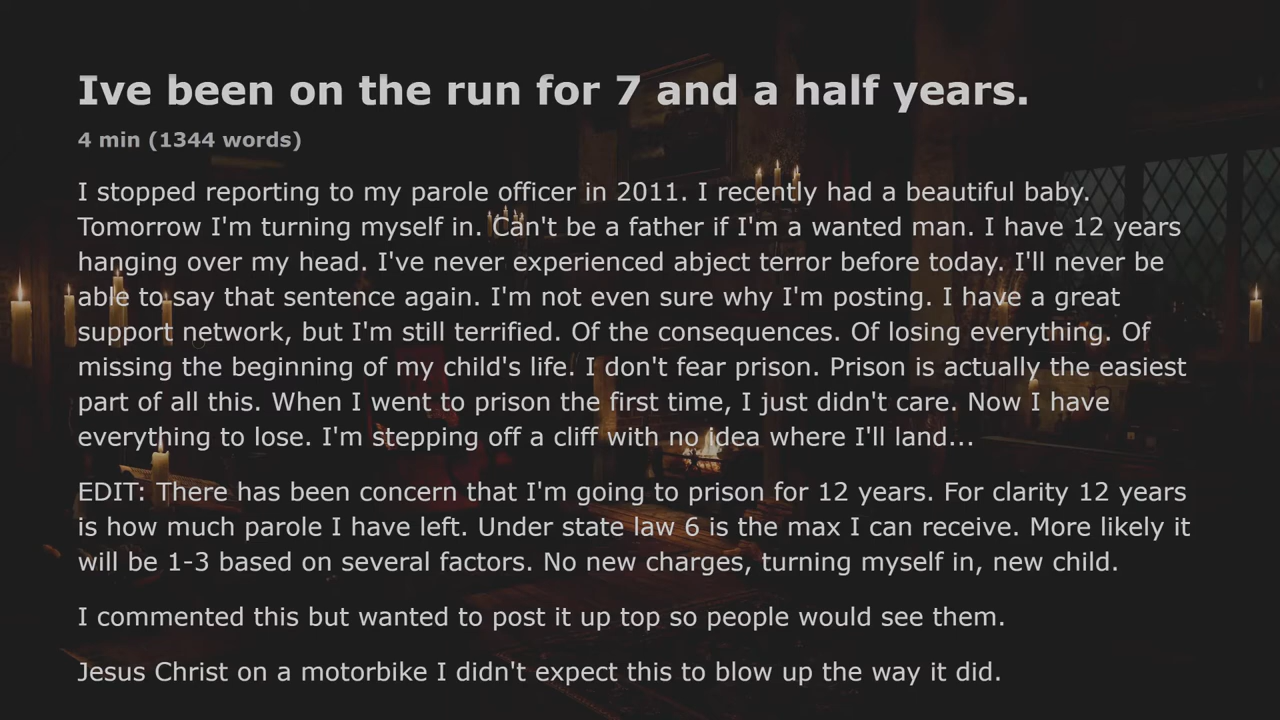 Ive been on the run for 7 and a half years.
4 min (1344 words)
I stopped reporting to my parole officer in 2011. I recently had a beautiful baby.
Tomorrow I'm turning myself in. Can't be a father if I'm a wanted man. I have 12 years
hanging over my head. I've never experienced abject terror before today. I'll never be
able to say that sentence again. I'm not even sure why I'm posting. I have a great
support network, but I'm still terrified. Of the consequences. Of losing everything. Of
missing the beginning of my child's life. I don't fear prison. Prison is actually the easiest
part of all this. When I went to prison the first time, I just didn't care. Now I have
everything to lose. I'm stepping off a cliff with no idea where I'll land...
EDIT: There has been concern that I'm going to prison for 12 years. For clarity 12 years
is how much parole I have left. Under state law 6 is the max I can receive. More likely it
will be 1-3 based on several factors. No new charges, turning myself in, new child.
I commented this but wanted to post it up top so people would see them.
Jesus Christ on a motorbike I didn't expect this to blow up the way it did.